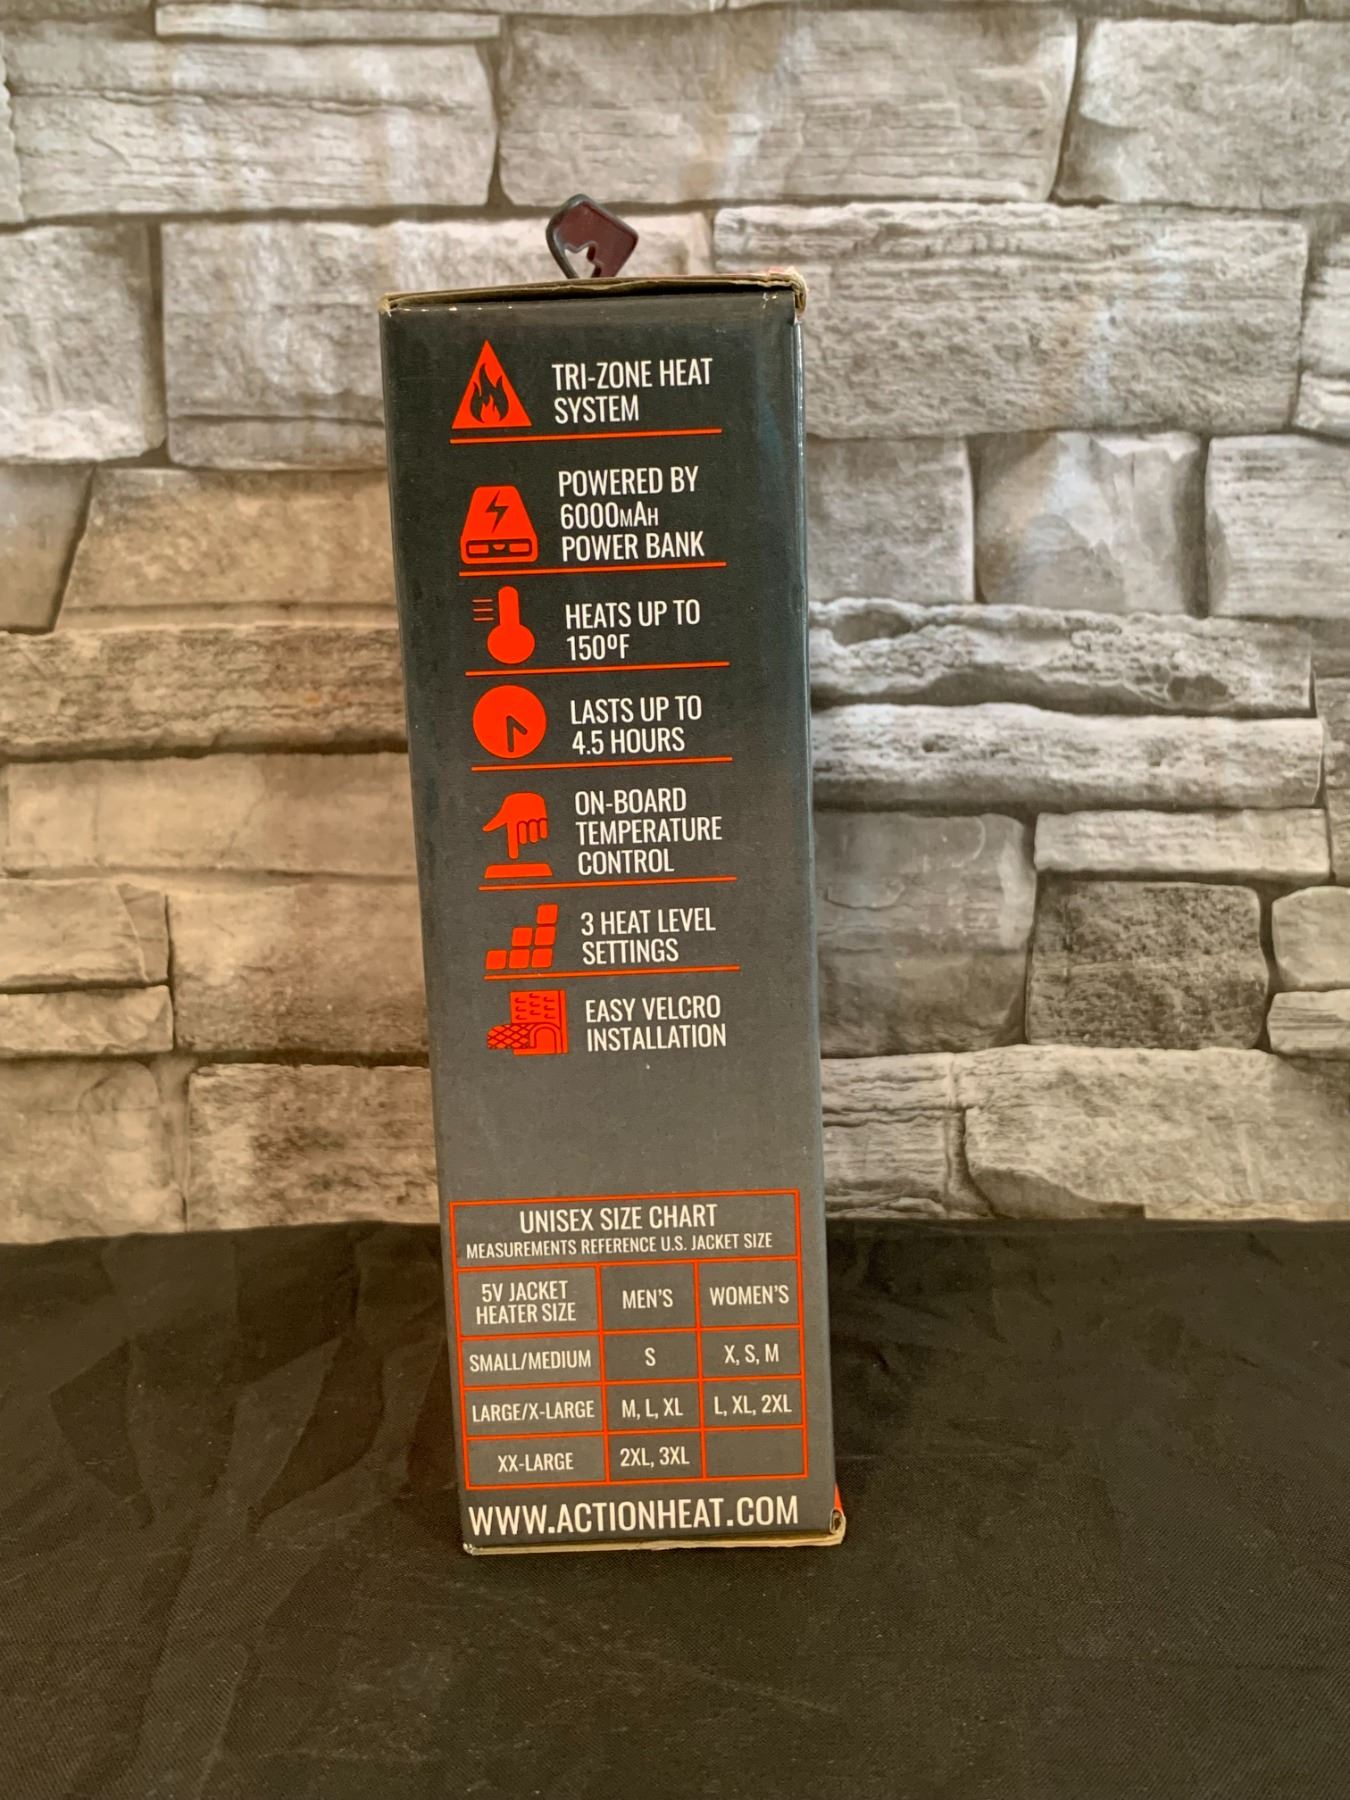 TRI-ZONE HEAT
SYSTEM
POWERED BY
6000MAH
POWER BANK
HEATS UP TO
150ºF
LASTS UP TO
4.5 HOURS
ON-BOARD
TEMPERATURE
CONTROL
3 HEAT LEVEL
SETTINGS
EASY VELCRO
INSTALLATION
UNISEX SIZE CHART
MEASUREMENTS REFERENCE U.S. JACKET SIZE
5V JACKET
HEATER SIZE
MEN'S
WOMEN'S
SMALL/MEDIUM
S
X, S, M
LARGE/X-LARGE
M, L, XL
L, XL, 2XL
XX-LARGE
2XL, 3XL
WWW.ACTIONHEAT.COM